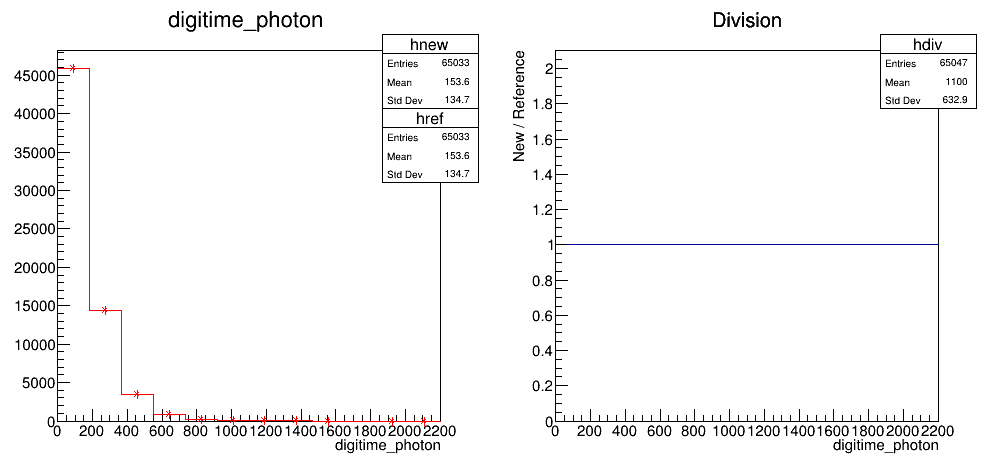 digitime_photon
hnew
Entries 65033
Mean 153.6
Std Dev 134.7
href
Entries 65033
Mean 153.6
Std Dev 134.7
45000
40000
35000
30000
25000
20000
15000
10000
5000
0
0 200 400 600 800 1000 1200 1400 1600 1800 2000 2200
digitime_photon
Division
hdiv
Entries 65047
Mean 1100
Std Dev 632.9
New / Reference
2
1.8
1.6
1.4
1.2
1
0.8
0.6
0.4
0.2
0
0 200 400 600 800 1000 1200 1400 1600 1800 2000 2200
digitime_photon